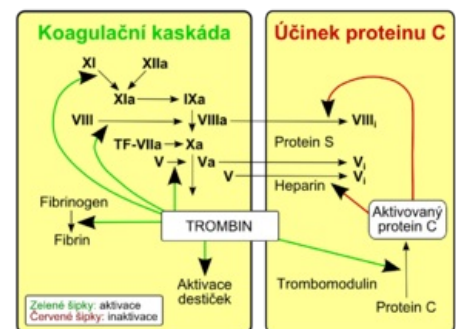 Koagulační kaskáda
XI
XIIa
XIa
IXa
VIII
VIIIa
TF-VIIa
Xa
V
Va
Fibrinogen
Fibrin
TROMBIN
Aktivace
destiček
Zelené šipky: aktivace
Červené šipky: inaktivace
Účinek proteinu C
VIIIi
Protein S
Vi
V
Vi
Heparin
Aktivovaný
protein C
Trombomodulin
Protein C